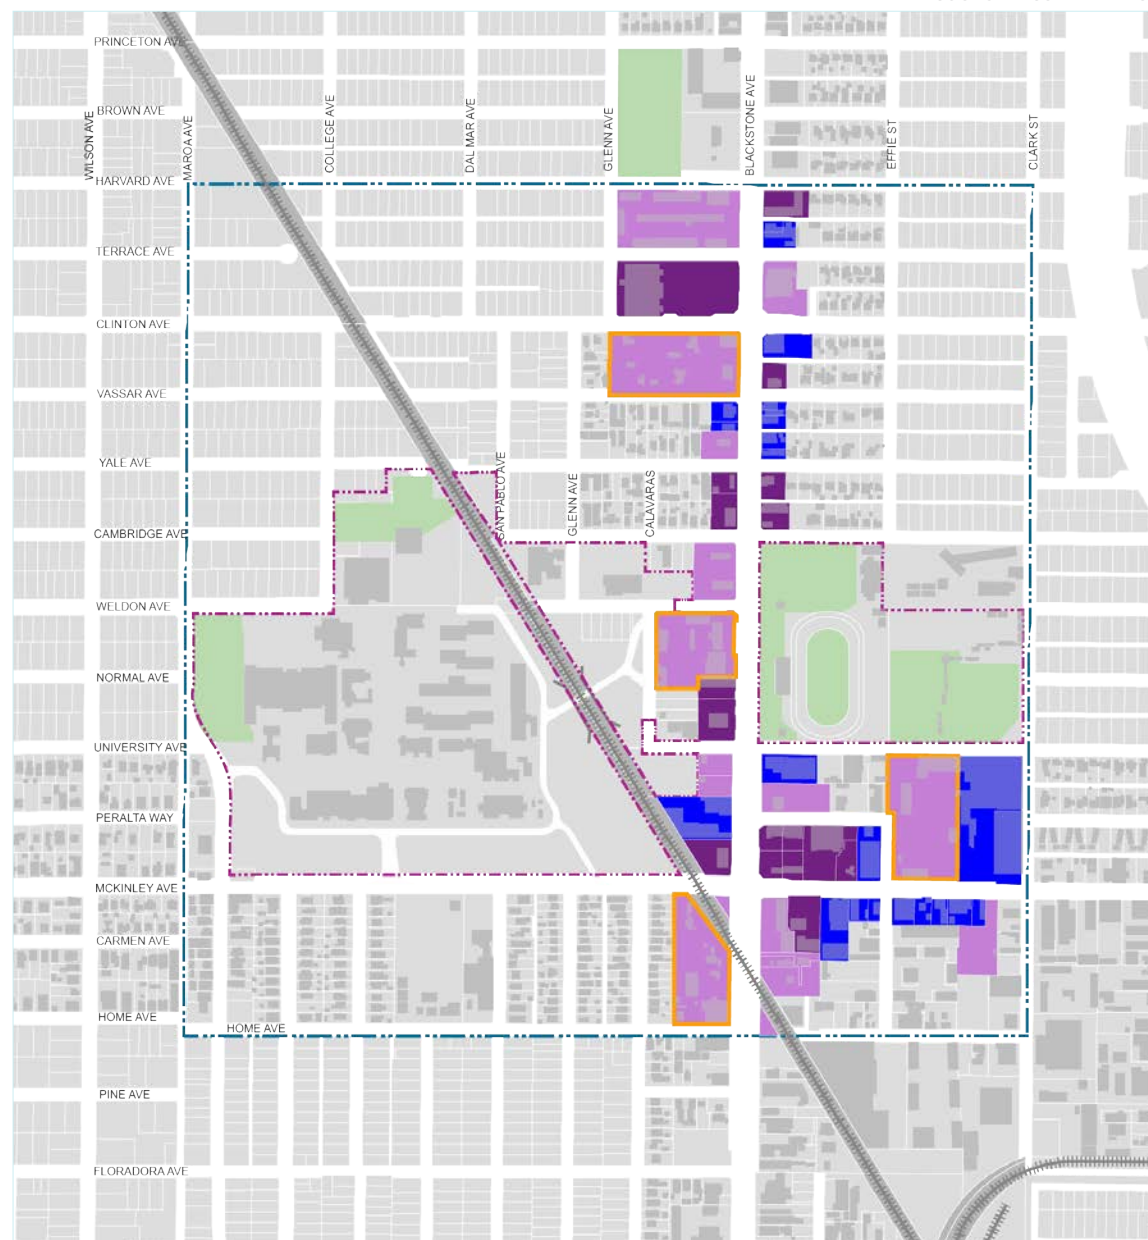 PRINCETON AVE
BROWN AVE
WILSON AVE
MAROA AVE
COLLEGE AVE
DAL MAR AVE
GLENN AVE
BLACKSTONE AVE
EFFIE ST
CLARK ST
HARVARD AVE
TERRACE AVE
CLINTON AVE
VASSAR AVE
YALE AVE
SAN PABLO AVE
GLENN AVE
CALAVARAS
CAMBRIDGE AVE
WELDON AVE
NORMAL AVE
UNIVERSITY AVE
PERALTA WAY
MCKINLEY AVE
CARMEN AVE
HOME AVE
HOME AVE
PINE AVE
FLORADORA AVE